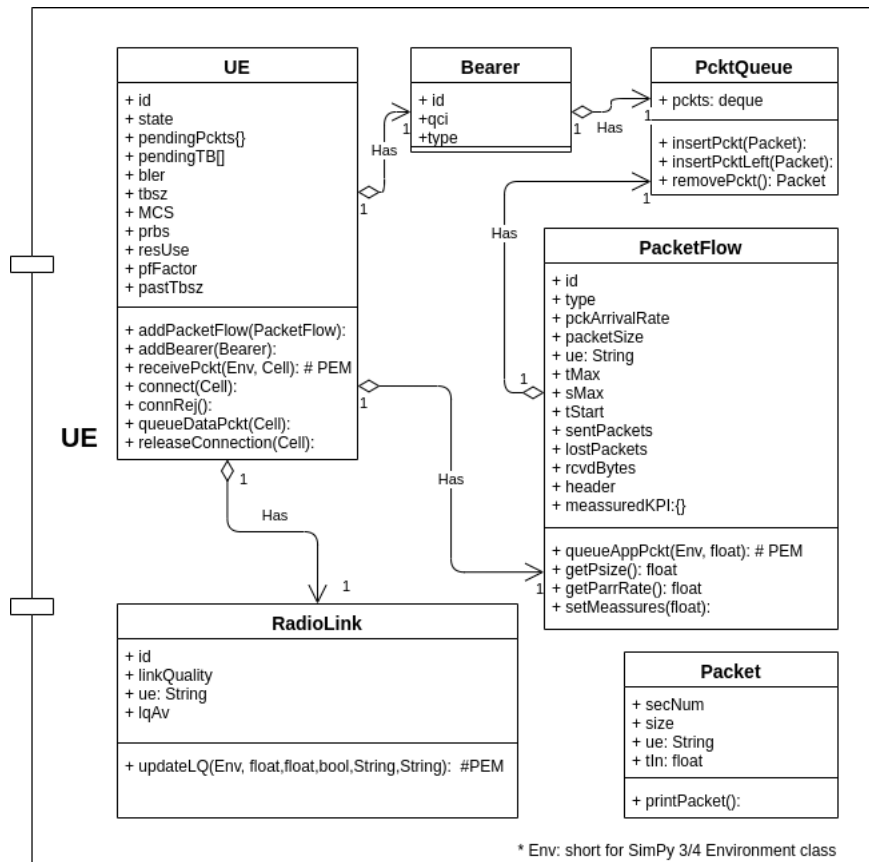 UE
+ id
+ state
+ pendingPckts{}
+ pendingTB[]
+ bler
+ tbsz
+ MCS
+ prbs
+ resUse
+ pfFactor
+ pastTbsz
+ addPacketFlow(PacketFlow):
+ addBearer(Bearer):
+ receivePckt(Env, Cell): # PEM
+ connect(Cell):
+ connRej():
+ queueDataPckt(Cell):
+ releaseConnection(Cell):
1
Has
1
Bearer
+ id
+qci
+type
1
Has
1
PcktQueue
+ pckts: deque
+ insertPckt(Packet):
+ insertPcktLeft(Packet):
+ removePckt(): Packet
1
Has
1
PacketFlow
+ id
+ type
+ pckArrivalRate
+ packetSize
+ ue: String
+ tMax
+ sMax
+ tStart
+ sentPackets
+ lostPackets
+ rcvdBytes
+ header
+ meassuredKPI:{}
+ queueAppPckt(Env, float): # PEM
+ getPsize(): float
+ getParrRate(): float
+ setMeassures(float):
1
Has
1
UE
1
Has
1
RadioLink
+ id
+ linkQuality
+ ue: String
+ lqAv
+ updateLQ(Env, float,float,bool,String,String): #PEM
Packet
+ secNum
+ size
+ ue: String
+ tIn: float
+ printPacket():
* Env: short for SimPy 3/4 Environment class